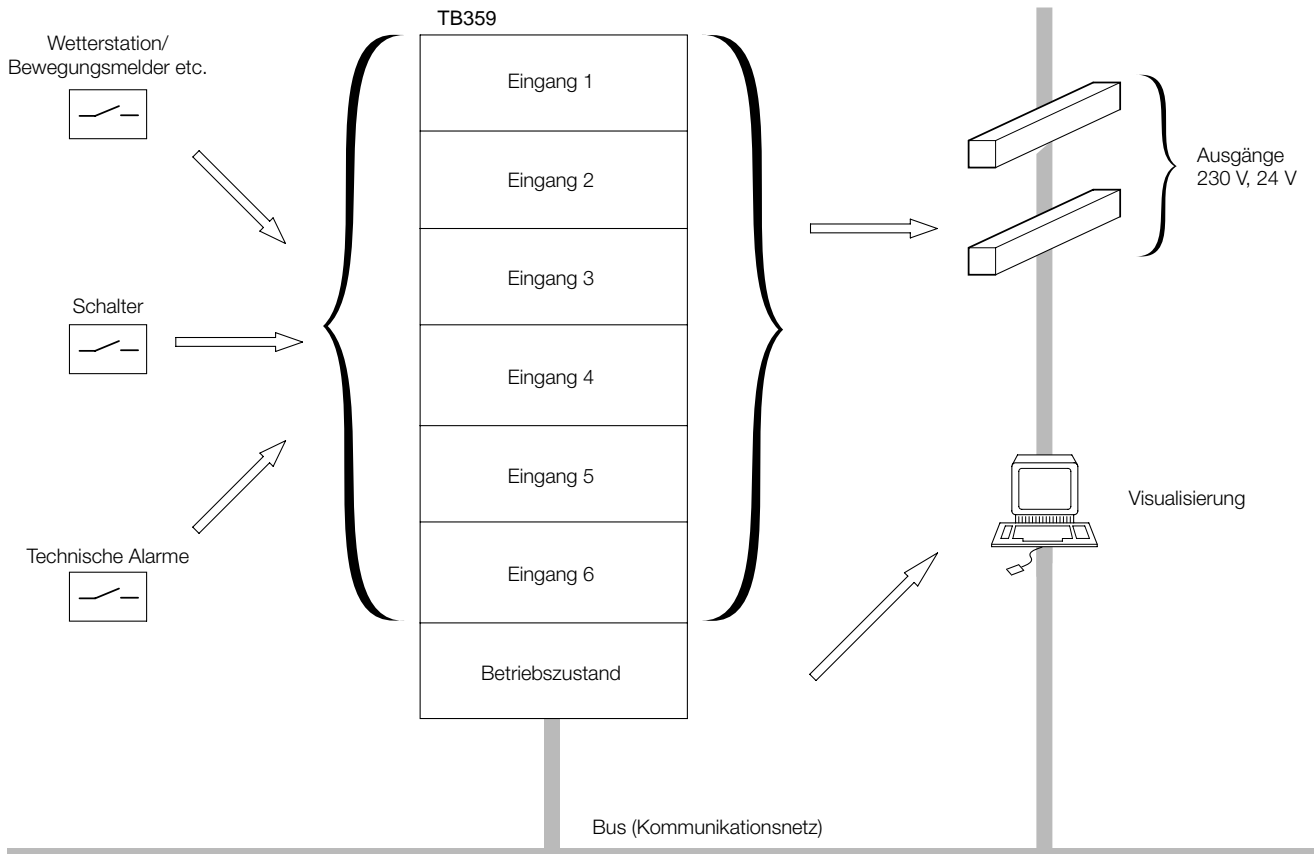 TB359
Wetterstation/
Bewegungsmelder etc.
Schalter
Technische Alarme
Eingang 1
Eingang 2
Eingang 3
Eingang 4
Eingang 5
Eingang 6
Betriebszustand
Ausgänge
230 V, 24 V
Visualisierung
Bus (Kommunikationsnetz)